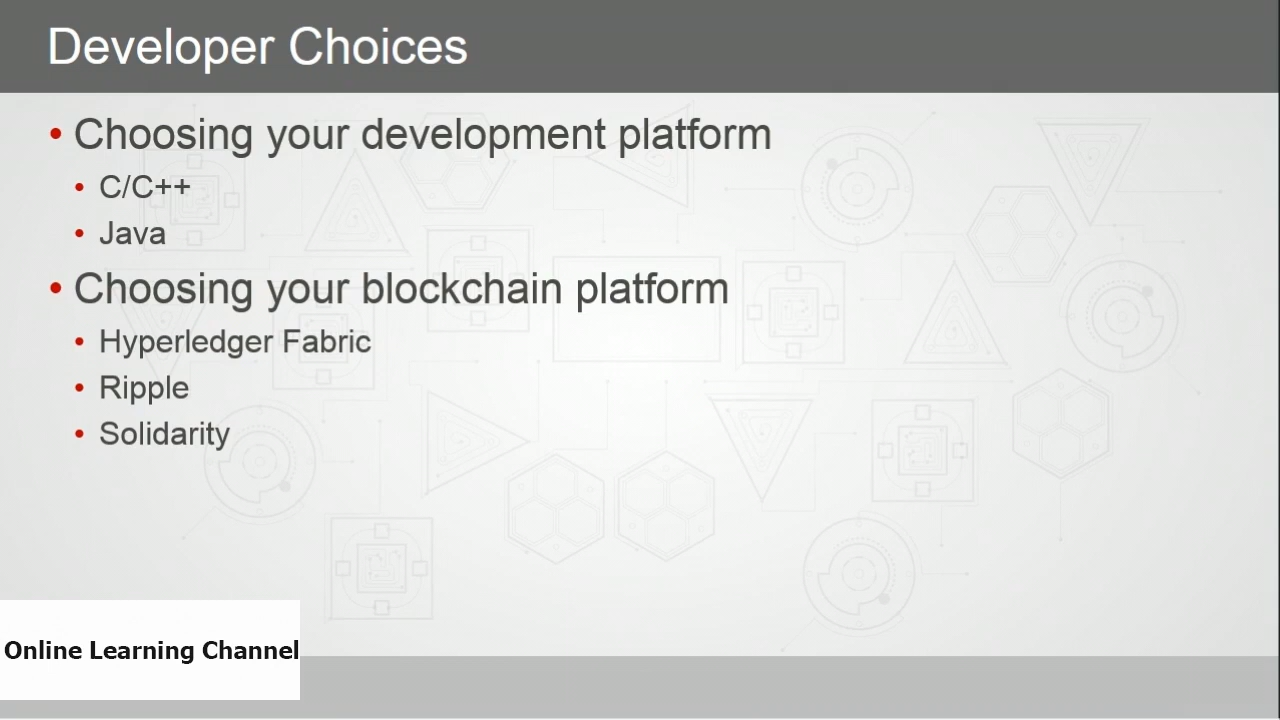 Developer Choices
• Choosing your development platform
• C/C++
• Java
• Choosing your blockchain platform
• Hyperledger Fabric
• Ripple
• Solidarity
Online Learning Channel